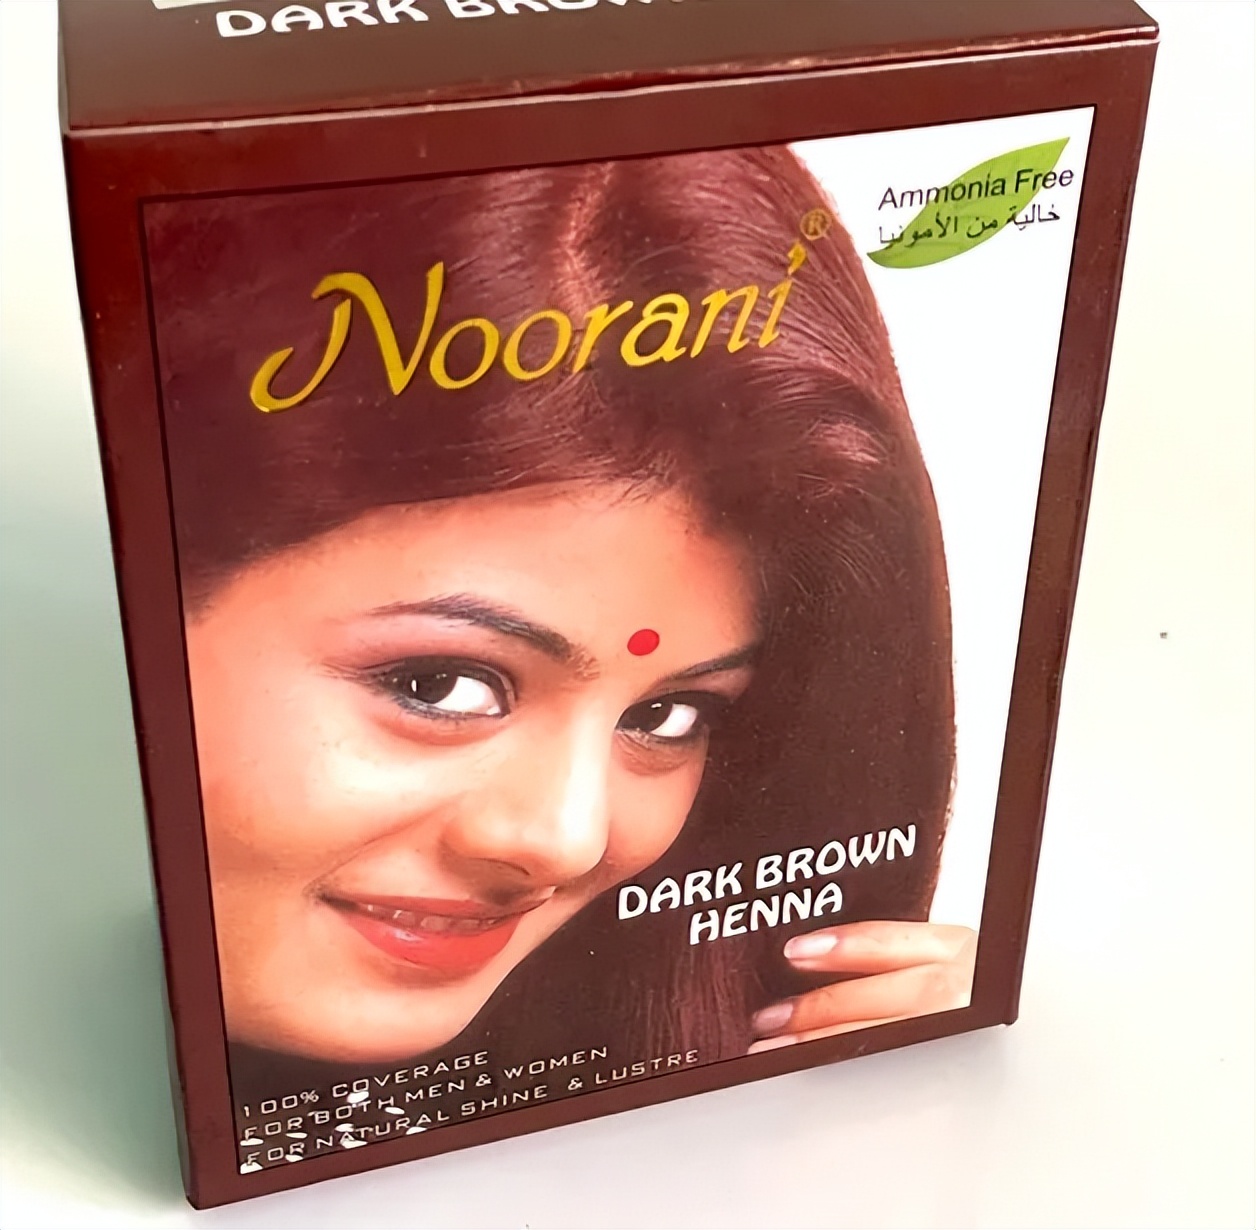 DARK BROWN
Ammonia Free
خالية من الأمونيا
Noorani®
DARK BROWN
HENNA
100% COVERAGE
FOR BOTH MEN & WOMEN
FOR NATURAL SHINE & LUSTRE